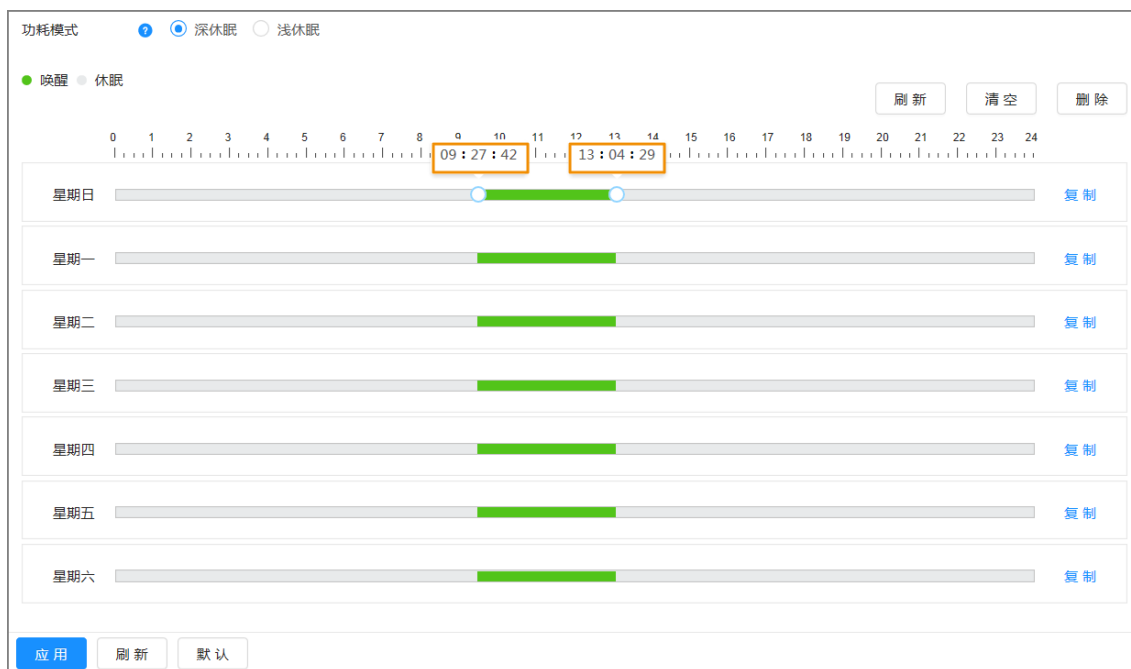 功耗模式 ? 深休眠 浅休眠
唤醒 休眠
刷新 清空 删除
0 1 2 3 4 5 6 7 8 9 10 11 12 13 14 15 16 17 18 19 20 21 22 23 24
09:27:42 13:04:29
星期日 复制
星期一 复制
星期二 复制
星期三 复制
星期四 复制
星期五 复制
星期六 复制
应用 刷新 默认